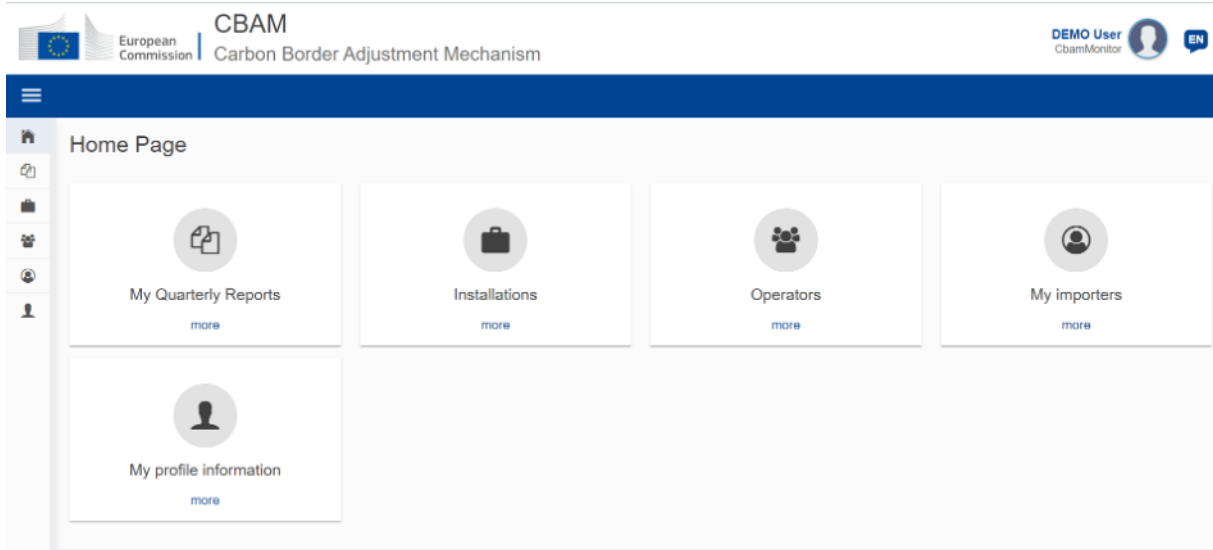 European
Commission
CBAM
Carbon Border Adjustment Mechanism
DEMO User
CbamMonitor
EN
Home Page
My Quarterly Reports
more
Installations
more
Operators
more
My importers
more
My profile information
more